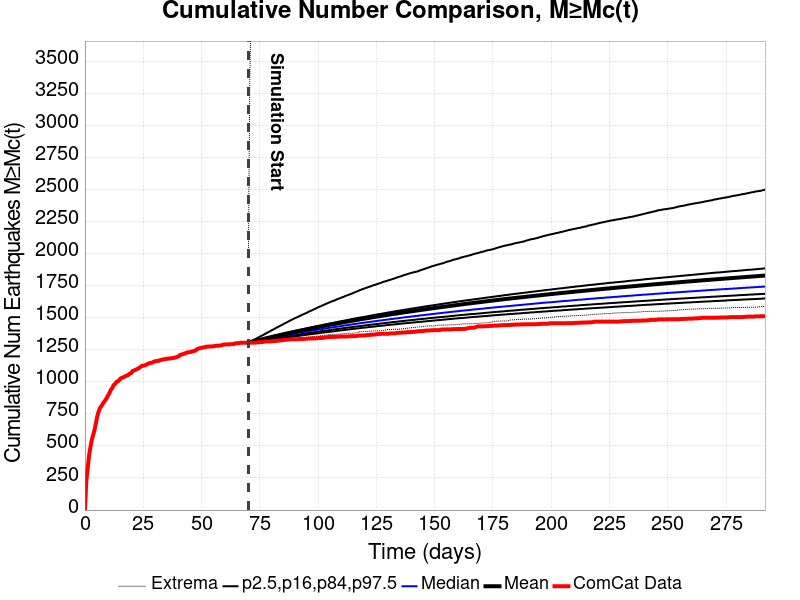 Cumulative Number Comparison, M≥Mc(t)
Cumulative Num Earthquakes M≥Mc(t)
3500
3250
3000
2750
2500
2250
2000
1750
1500
1250
1000
750
500
250
0
Simulation Start
0 25 50 75 100 125 150 175 200 225 250 275
Time (days)
Extrema p2.5,p16,p84,p97.5 Median Mean ComCat Data